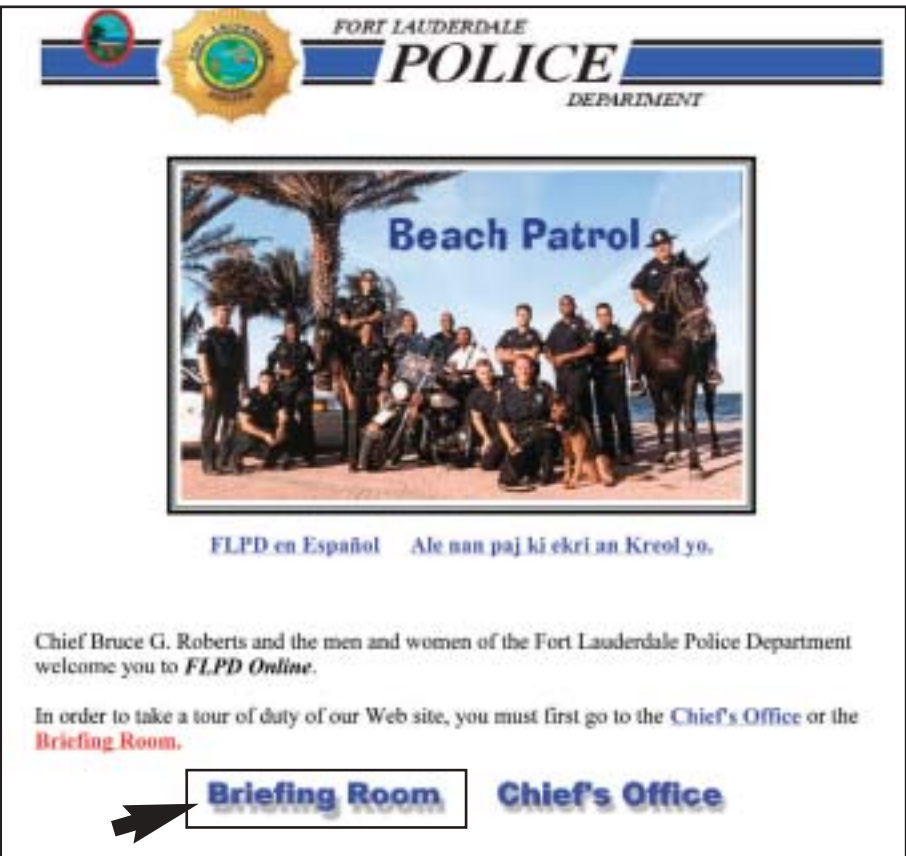 FORT LAUDERDALE
POLICE
DEPARTMENT
FORT LAUDERDALE
POLICE
Beach Patrol
FLPD en Español Ale nan paj ki ekri an Kreol yo.
Chief Bruce G. Roberts and the men and women of the Fort Lauderdale Police Department
welcome you to FLPD Online.
In order to take a tour of duty of our Web site, you must first go to the Chief's Office or the
Briefing Room.
Briefing Room Chief's Office